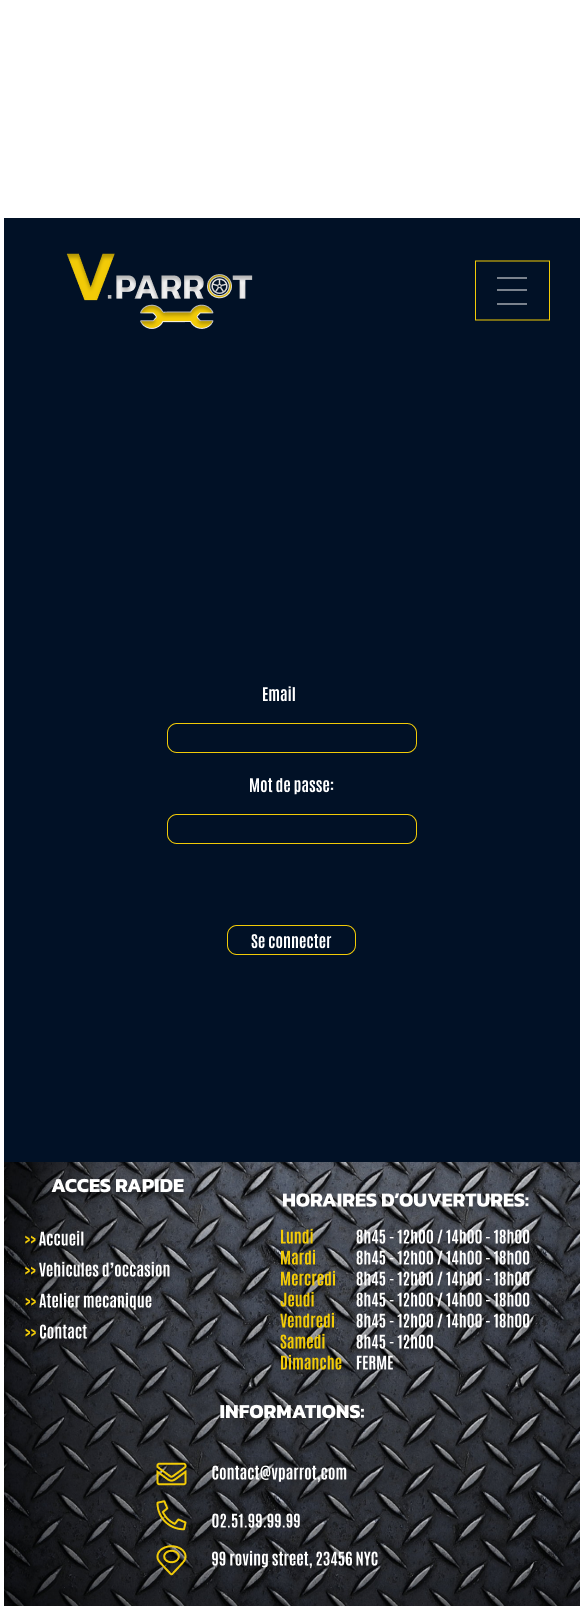 V.PARROT
Email
Mot de passe:
Se connecter
ACCES RAPIDE
>> Accueil
>> Vehicules d’occasion
>> Atelier mecanique
>> Contact
HORAIRES D’OUVERTURES:
Lundi 8h45 - 12h00 / 14h00 - 18h00
Mardi 8h45 - 12h00 / 14h00 - 18h00
Mercredi 8h45 - 12h00 / 14h00 - 18h00
Jeudi 8h45 - 12h00 / 14h00 - 18h00
Vendredi 8h45 - 12h00 / 14h00 - 18h00
Samedi 8h45 - 12h00
Dimanche FERME
INFORMATIONS:
Contact@vparrot.com
02.51.99.99.99
99 roving street, 23456 NYC